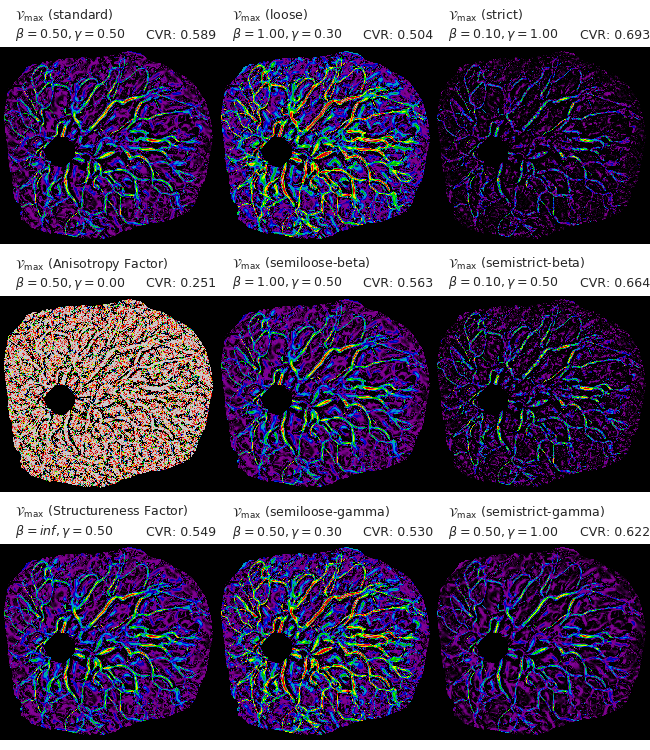 𝒱max (standard)
β = 0.50, γ = 0.50 CVR: 0.589
𝒱max (loose)
β = 1.00, γ = 0.30 CVR: 0.504
𝒱max (strict)
β = 0.10, γ = 1.00 CVR: 0.693
𝒱max (Anisotropy Factor)
β = 0.50, γ = 0.00 CVR: 0.251
𝒱max (semiloose-beta)
β = 1.00, γ = 0.50 CVR: 0.563
𝒱max (semistrict-beta)
β = 0.10, γ = 0.50 CVR: 0.664
𝒱max (Structureness Factor)
β = inf, γ = 0.50 CVR: 0.549
𝒱max (semiloose-gamma)
β = 0.50, γ = 0.30 CVR: 0.530
𝒱max (semistrict-gamma)
β = 0.50, γ = 1.00 CVR: 0.622